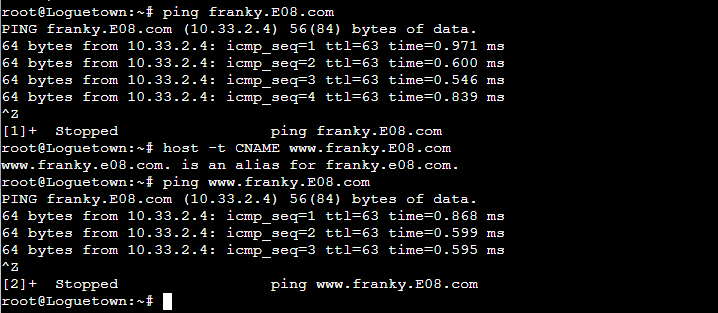 root@Loguetown:~# ping franky.E08.com
PING franky.E08.com (10.33.2.4) 56(84) bytes of data.
64 bytes from 10.33.2.4: icmp_seq=1 ttl=63 time=0.971 ms
64 bytes from 10.33.2.4: icmp_seq=2 ttl=63 time=0.600 ms
64 bytes from 10.33.2.4: icmp_seq=3 ttl=63 time=0.546 ms
64 bytes from 10.33.2.4: icmp_seq=4 ttl=63 time=0.839 ms
^Z
[1]+  Stopped                 ping franky.E08.com
root@Loguetown:~# host -t CNAME www.franky.E08.com
www.franky.e08.com. is an alias for franky.e08.com.
root@Loguetown:~# ping www.franky.E08.com
PING franky.E08.com (10.33.2.4) 56(84) bytes of data.
64 bytes from 10.33.2.4: icmp_seq=1 ttl=63 time=0.868 ms
64 bytes from 10.33.2.4: icmp_seq=2 ttl=63 time=0.599 ms
64 bytes from 10.33.2.4: icmp_seq=3 ttl=63 time=0.595 ms
^Z
[2]+  Stopped                 ping www.franky.E08.com
root@Loguetown:~#